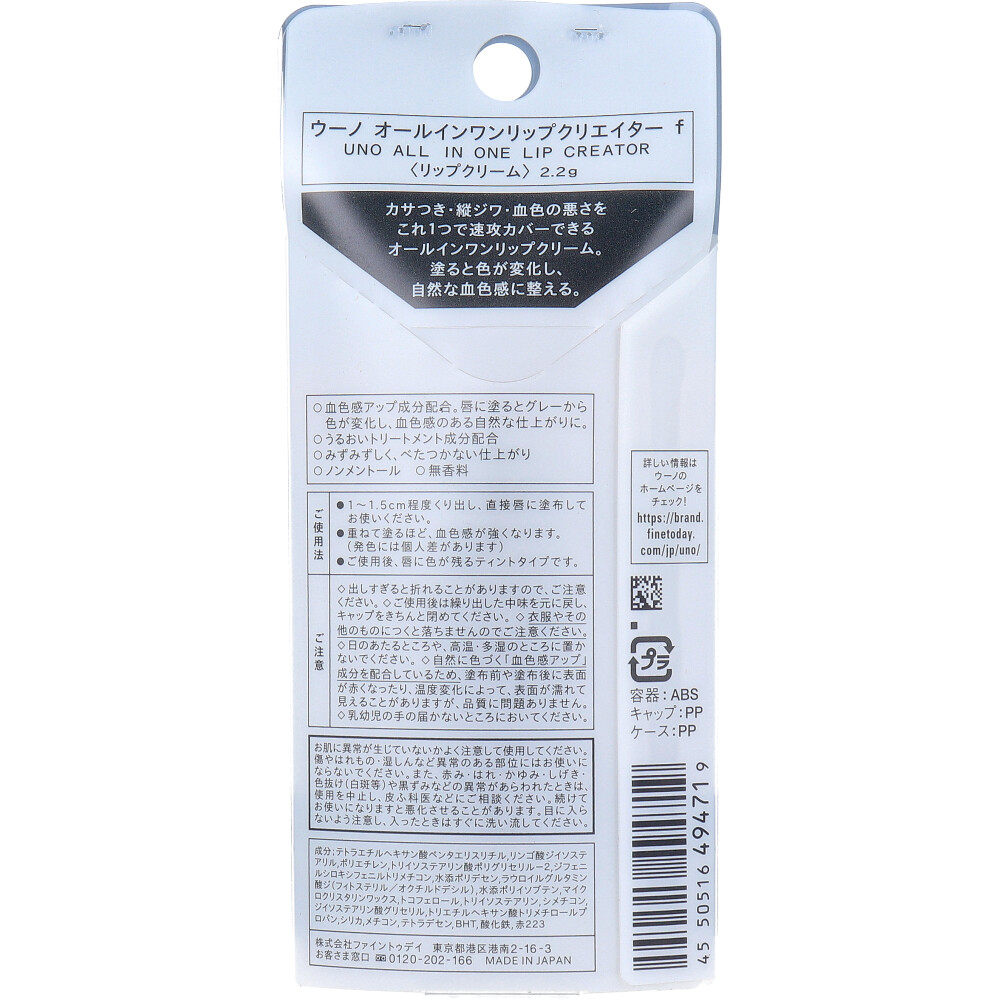 ウーノ オールインワンリップクリエイター f
UNO ALL IN ONE LIP CREATOR
〈リップクリーム〉 2.2g
カサつき・縦ジワ・血色の悪さを
これ1つで速攻カバーできる
オールインワンリップクリーム。
塗ると色が変化し、
自然な血色感に整える。
○血色感アップ成分配合。唇に塗るとグレーから
色が変化し、血色感のある自然な仕上がりに。
○うるおいトリートメント成分配合
○みずみずしく、べたつかない仕上がり
○ノンメントール ○無香料
ご使用法
●1～1.5cm程度くり出し、直接唇に塗布して
お使いください。
●重ねて塗るほど、血色感が強くなります。
(発色には個人差があります)
●ご使用後、唇に色が残るティントタイプです。
ご注意
◇出しすぎると折れることがありますので、ご注意
ください。◇ご使用後は繰り出した中味を元に戻し、
キャップをきちんと閉めてください。◇衣服やその
他のものにつくと落ちませんのでご注意ください。
◇日のあたるところや、高温・多湿のところに置か
ないでください。◇自然に色づく「血色感アップ」
成分を配合しているため、塗布前や塗布後に表面
が赤くなったり、温度変化によって、表面が濡れて
見えることがありますが、品質に問題ありません。
◇乳幼児の手の届かないところにおいてください。
お肌に異常が生じていないかよく注意して使用してください。
傷やはれもの・湿しんなど異常のある部位にはお使いに
ならないでください。また、赤み・はれ・かゆみ・しげき・
色抜け(白斑等)や黒ずみなどの異常があらわれたときは、
使用を中止し、皮ふ科医などにご相談ください。続けて
お使いになりますと悪化させることがあります。目に入ら
ないよう注意し、入ったときはすぐに洗い流してください。
成分;テトラエチルヘキサン酸ペンタエリスリチル,リンゴ酸ジイソステ
アリル,ポリエチレン,トリイソステアリン酸ポリグリセリル-2,ジフェニ
ルシロキシフェニルトリメチコン,水添ポリデセン,ラウロイルグルタミン
酸ジ(フィトステリル/オクチルドデシル),水添ポリイソブテン,マイク
ロクリスタリンワックス,トコフェロール,トリイソステアリン,シメチコン,
ジイソステアリン酸グリセリル,トリエチルヘキサン酸トリメチロールプ
ロパン,シリカ,メチコン,テトラデセン,BHT,酸化鉄,赤223
株式会社ファイントゥデイ 東京都港区港南2-16-3
お客さま窓口 0120-202-166 MADE IN JAPAN
詳しい情報は
ウーノの
ホームページを
チェック!
https://brand.
finetoday.
com/jp/uno/
プラ
容器:ABS
キャップ:PP
ケース:PP
4 550516 494719